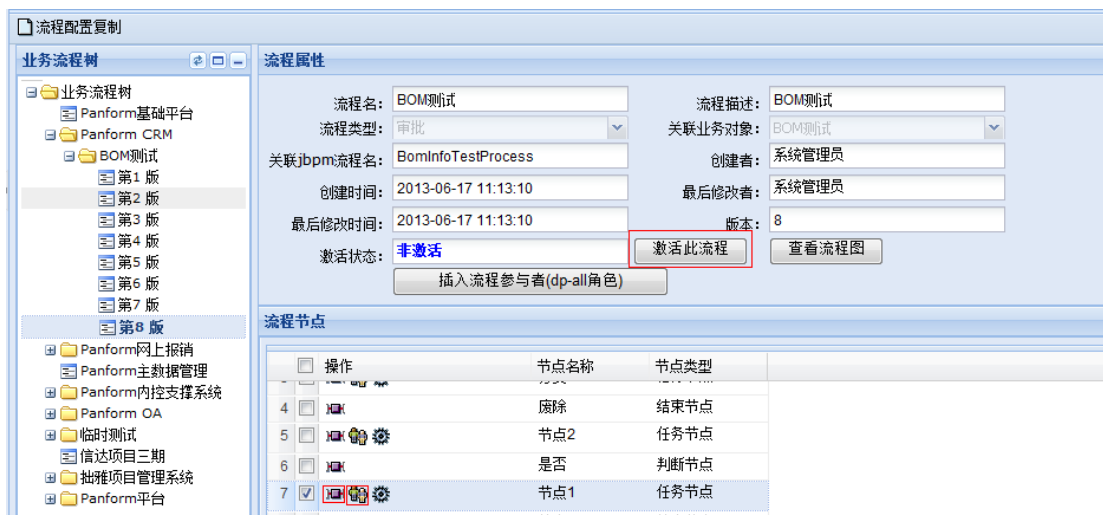 流程配置复制
业务流程树
业务流程树
Panform基础平台
Panform CRM
BOM测试
第1 版
第2 版
第3 版
第4 版
第5 版
第6 版
第7 版
第8 版
Panform网上报销
Panform主数据管理
Panform内控支撑系统
Panform OA
临时测试
信达项目三期
拙雅项目管理系统
Panform平台
流程属性
流程名: BOM测试 流程描述: BOM测试
流程类型: 审批 关联业务对象: BOM测试
关联jbpm流程名: BomInfoTestProcess 创建者: 系统管理员
创建时间: 2013-06-17 11:13:10 最后修改者: 系统管理员
最后修改时间: 2013-06-17 11:13:10 版本: 8
激活状态: 非激活 激活此流程 查看流程图
插入流程参与者(dp-all角色)
流程节点
操作 节点名称 节点类型
4 废除 结束节点
5 节点2 任务节点
6 是否 判断节点
7 节点1 任务节点